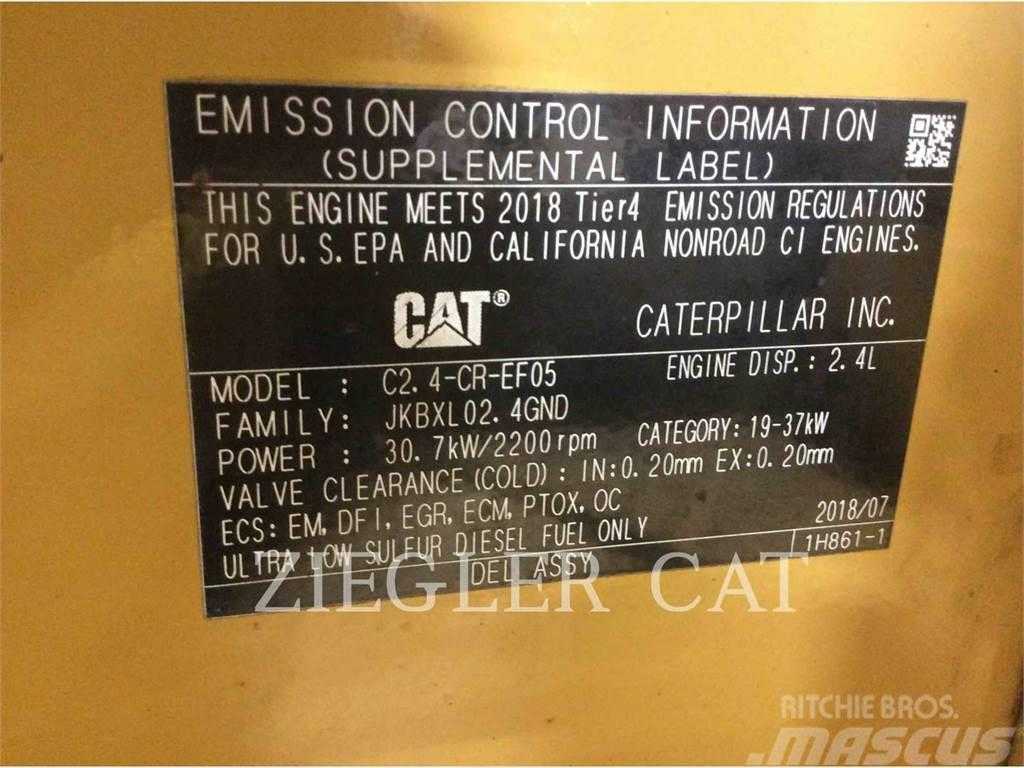 EMISSION CONTROL INFORMATION
(SUPPLEMENTAL LABEL)
THIS ENGINE MEETS 2018 Tier4 EMISSION REGULATIONS
FOR U.S.EPA AND CALIFORNIA NONROAD CI ENGINES.
CAT® CATERPILLAR INC.
MODEL : C2.4-CR-EF05 ENGINE DISP.: 2.4L
FAMILY: JKBXL02.4GND
POWER : 30.7kW/2200rpm CATEGORY: 19-37kW
VALVE CLEARANCE(COLD): IN:0.20mm EX:0.20mm
ECS: EM, DFI, EGR, ECM, PTOX, OC 2018/07
ULTRA LOW SULFUR DIESEL FUEL ONLY 1H861-1
DEL ASSY
ZIEGLER CAT
RITCHIE BROS.
MASCUS